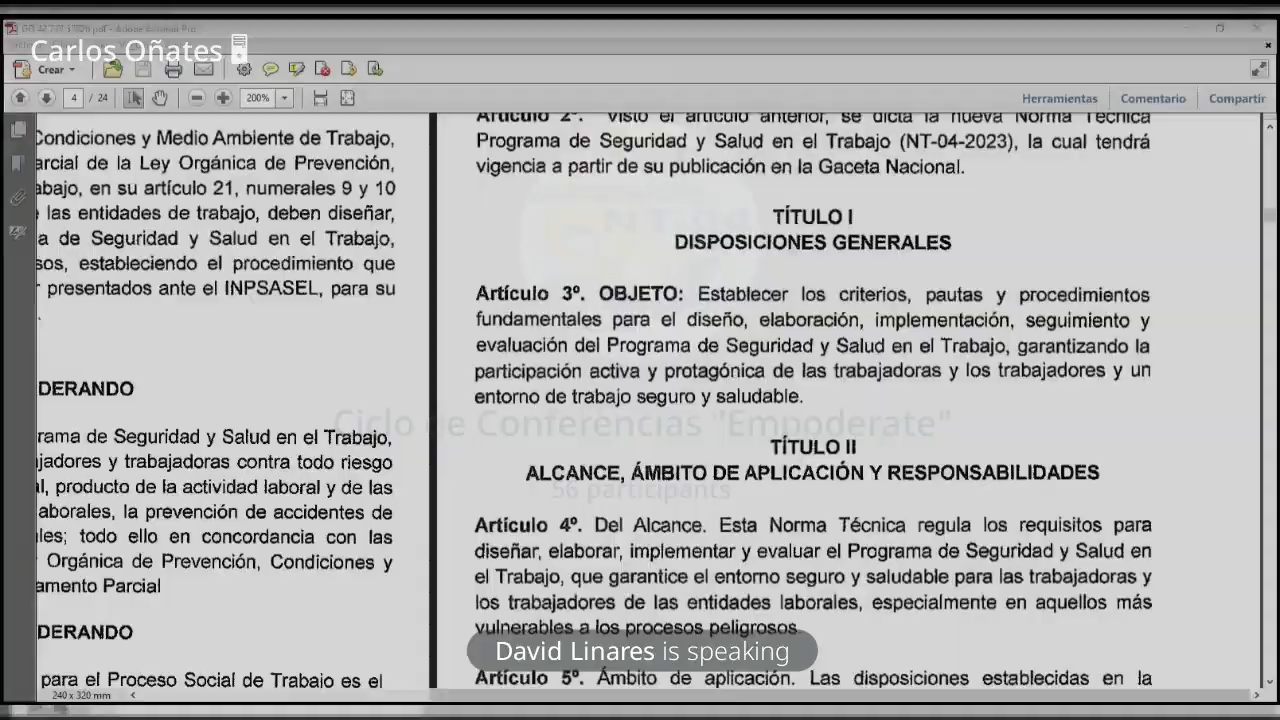 Carlos Oñates
Crear
4 / 24
200%
Herramientas
Comentario
Compartir
Condiciones y Medio Ambiente de Trabajo,
arcial de la Ley Orgánica de Prevención,
abajo, en su artículo 21, numerales 9 y 10
las entidades de trabajo, deben diseñar,
a de Seguridad y Salud en el Trabajo,
sos, estableciendo el procedimiento que
r presentados ante el INPSASEL, para su
DERANDO
rama de Seguridad y Salud en el Trabajo,
ajadores y trabajadoras contra todo riesgo
al, producto de la actividad laboral y de las
aborales, la prevención de accidentes de
ales; todo ello en concordancia con las
Orgánica de Prevención, Condiciones y
amento Parcial
DERANDO
para el Proceso Social de Trabajo es el
240 x 320 mm
Artículo 2º. Visto el artículo anterior, se dicta la nueva Norma Técnica
Programa de Seguridad y Salud en el Trabajo (NT-04-2023), la cual tendrá
vigencia a partir de su publicación en la Gaceta Nacional.
TÍTULO I
DISPOSICIONES GENERALES
Artículo 3º. OBJETO: Establecer los criterios, pautas y procedimientos
fundamentales para el diseño, elaboración, implementación, seguimiento y
evaluación del Programa de Seguridad y Salud en el Trabajo, garantizando la
participación activa y protagónica de las trabajadoras y los trabajadores y un
entorno de trabajo seguro y saludable.
Ciclo de Conferencias "Empoderate"
TÍTULO II
ALCANCE, ÁMBITO DE APLICACIÓN Y RESPONSABILIDADES
56 participants
Artículo 4º. Del Alcance. Esta Norma Técnica regula los requisitos para
diseñar, elaborar, implementar y evaluar el Programa de Seguridad y Salud en
el Trabajo, que garantice el entorno seguro y saludable para las trabajadoras y
los trabajadores de las entidades laborales, especialmente en aquellos más
vulnerables a los procesos peligrosos.
David Linares is speaking
Artículo 5º. Ámbito de aplicación. Las disposiciones establecidas en la